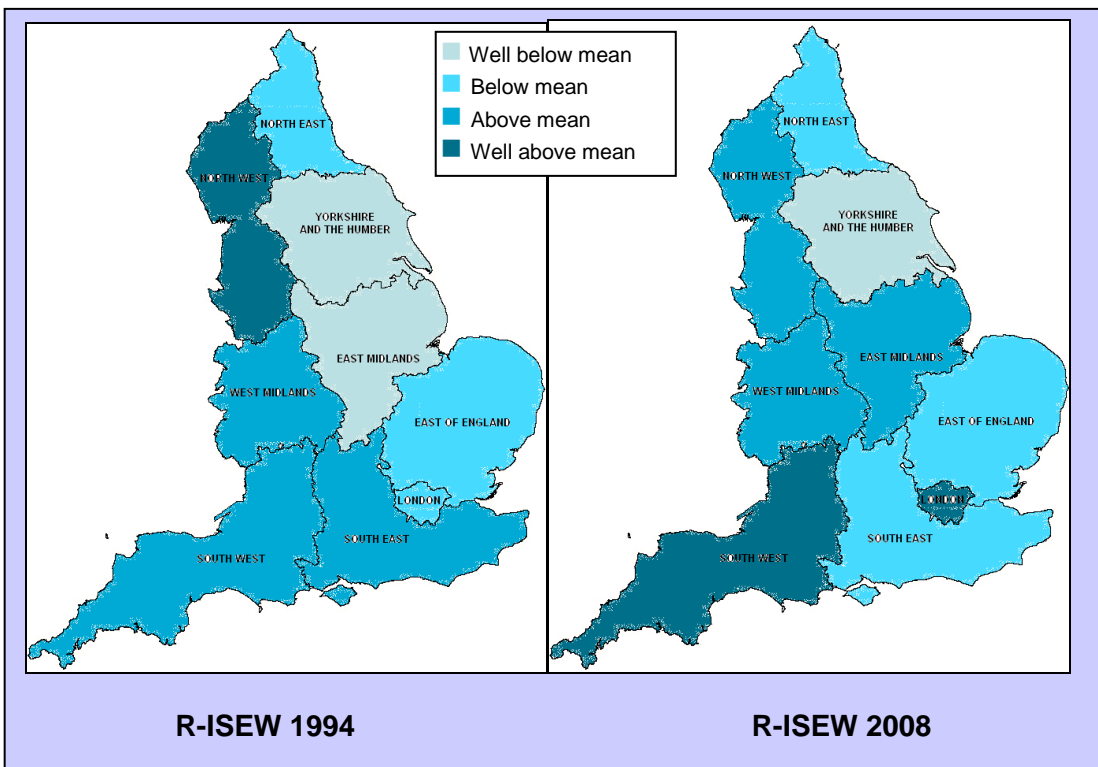 Well below mean
Below mean
Above mean
Well above mean
NORTH EAST
NORTH WEST
YORKSHIRE
AND THE HUMBER
EAST MIDLANDS
WEST MIDLANDS
EAST OF ENGLAND
LONDON
SOUTH WEST
SOUTH EAST
NORTH EAST
NORTH WEST
YORKSHIRE
AND THE HUMBER
EAST MIDLANDS
WEST MIDLANDS
EAST OF ENGLAND
LONDON
SOUTH EAST
SOUTH WEST
R-ISEW 1994
R-ISEW 2008